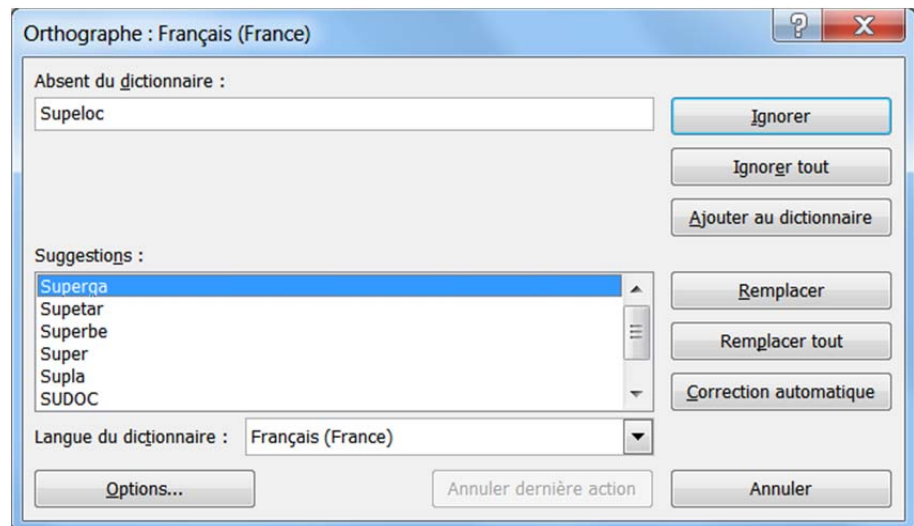 Orthographe : Français (France)
Absent du dictionnaire :
Supeloc
Ignorer
Ignorer tout
Ajouter au dictionnaire
Suggestions :
Superga
Supetar
Superbe
Super
Supla
SUDOC
Remplacer
Remplacer tout
Correction automatique
Langue du dictionnaire :
Français (France)
Options...
Annuler dernière action
Annuler